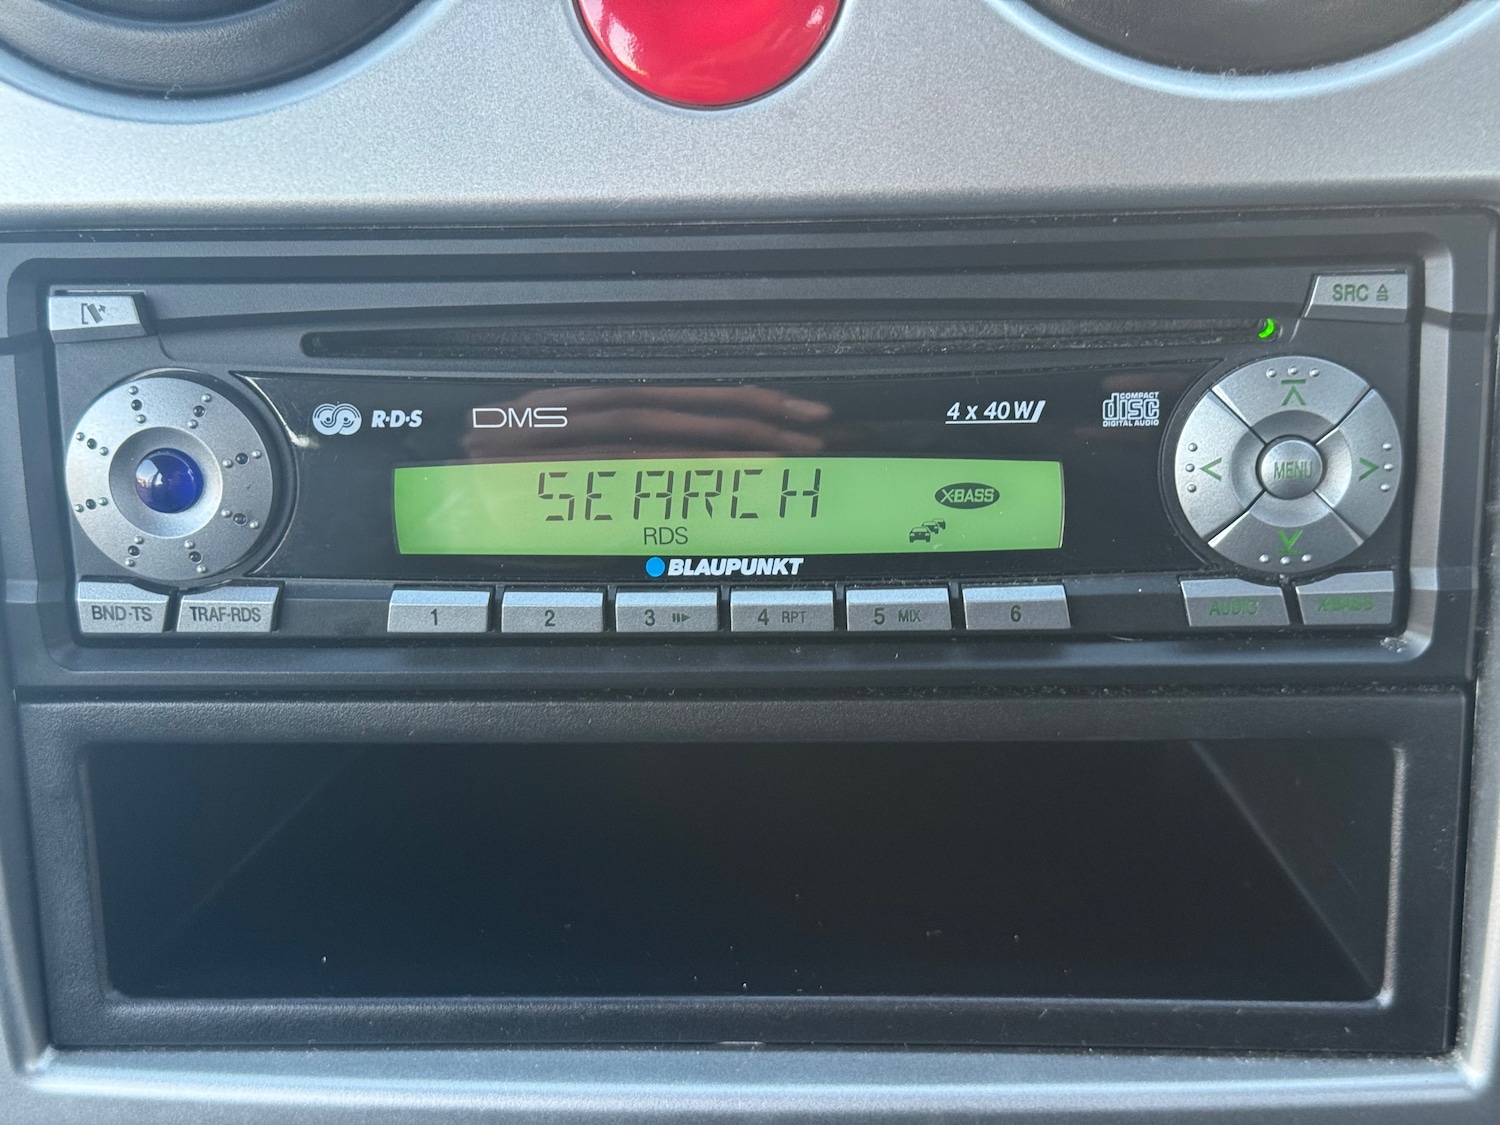 SRC
R·D·S
DMS
4 x 40W
COMPACT
disc
DIGITAL AUDIO
MENU
SEARCH
X-BASS
RDS
BLAUPUNKT
BND·TS
TRAF·RDS
1
2
3
4 RPT
5 MIX
6
AUDIO
X-BASS